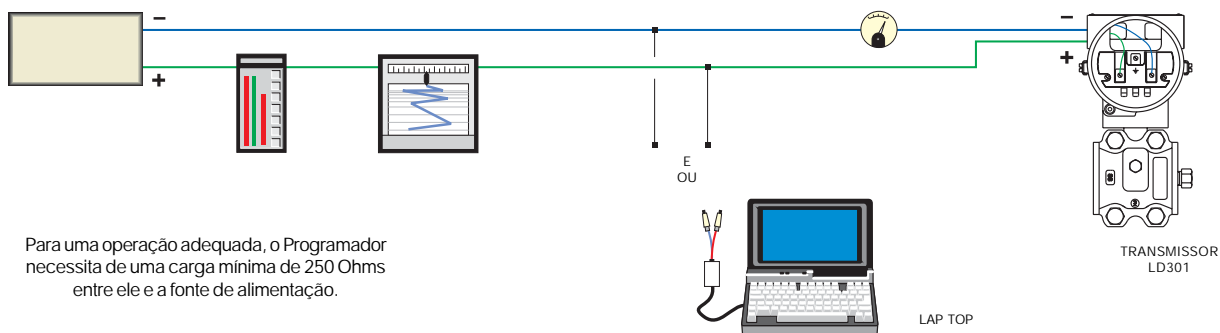 −
−
+
+
E
OU
Para uma operação adequada, o Programador
necessita de uma carga mínima de 250 Ohms
entre ele e a fonte de alimentação.
TRANSMISSOR
LD301
LAP TOP